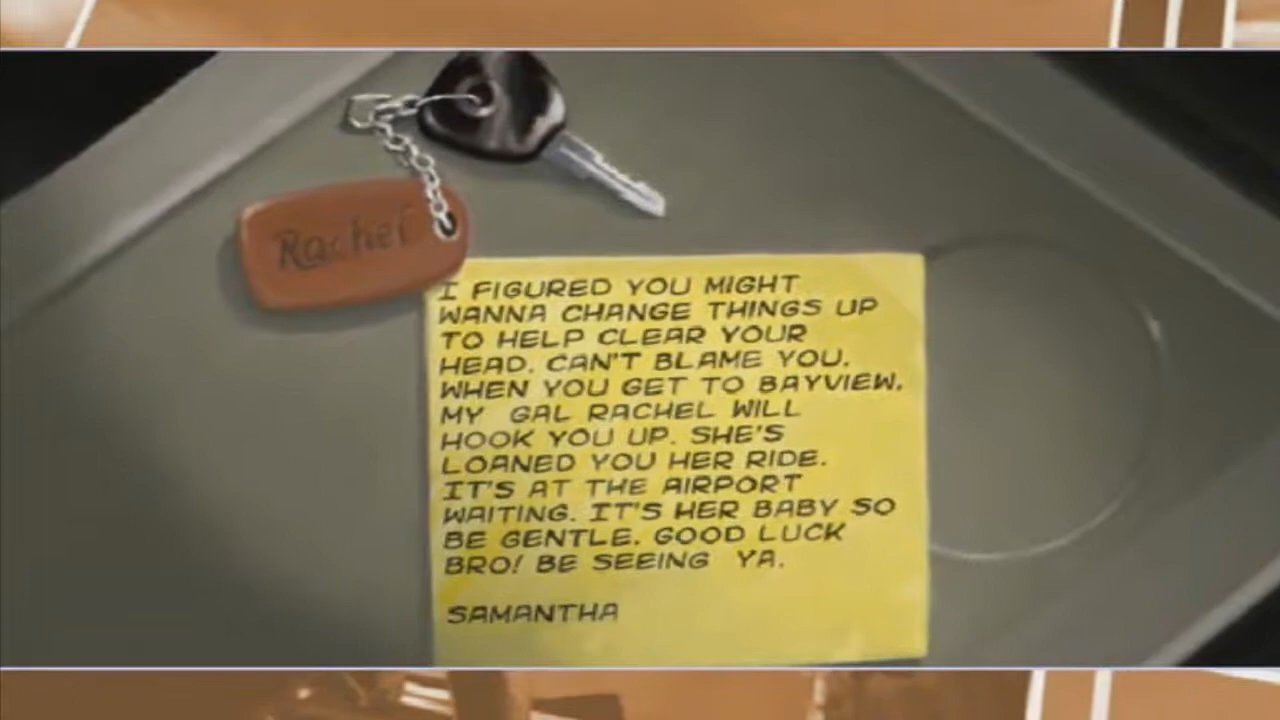 Rachel
I FIGURED YOU MIGHT
WANNA CHANGE THINGS UP
TO HELP CLEAR YOUR
HEAD. CAN'T BLAME YOU.
WHEN YOU GET TO BAYVIEW.
MY GAL RACHEL WILL
HOOK YOU UP. SHE'S
LOANED YOU HER RIDE.
IT'S AT THE AIRPORT
WAITING. IT'S HER BABY SO
BE GENTLE. GOOD LUCK
BRO! BE SEEING YA.
SAMANTHA